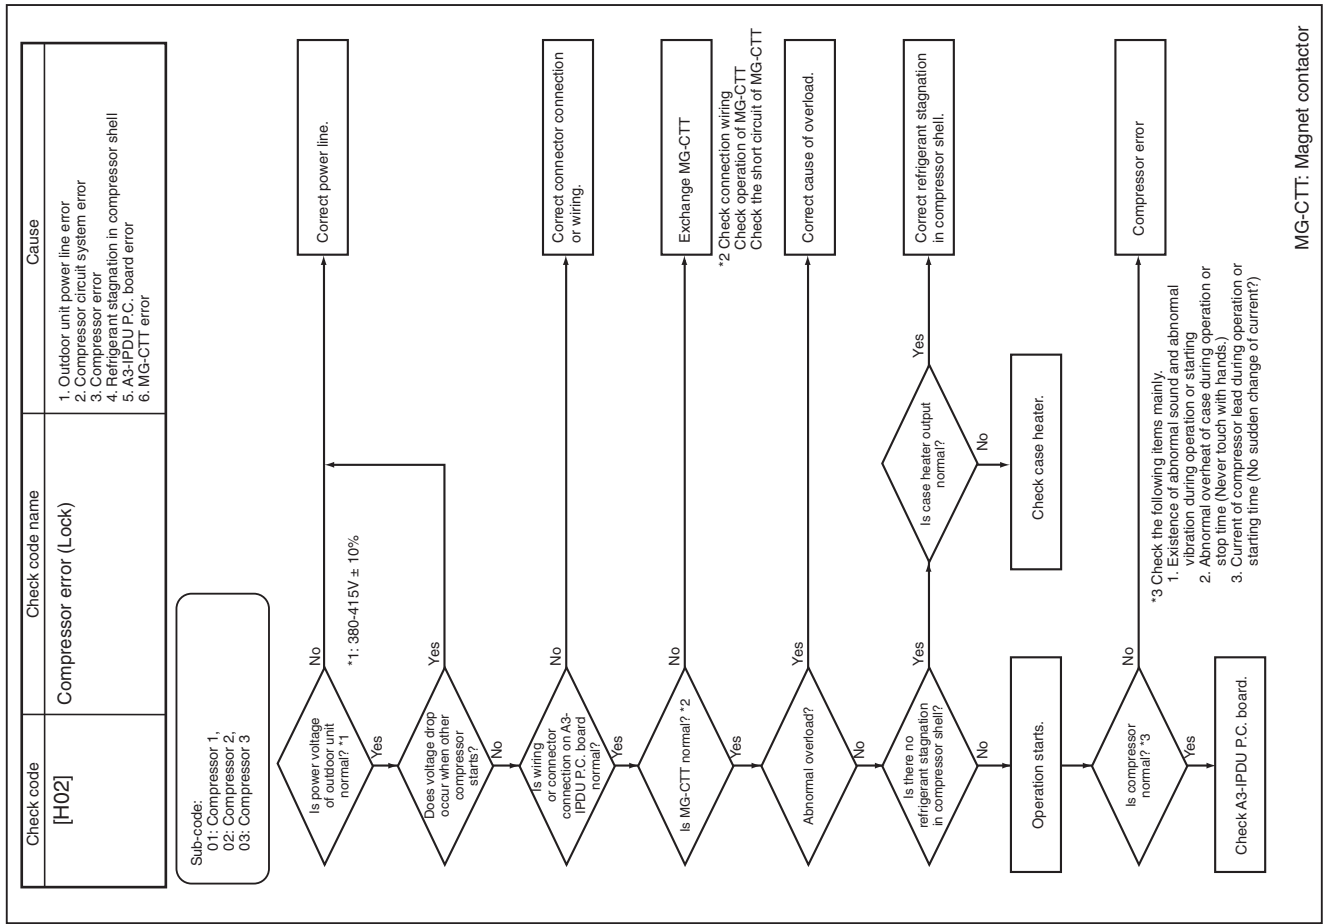 Check code
Check code name
Cause
[H02]
Compressor error (Lock)
1. Outdoor unit power line error
2. Compressor circuit system error
3. Compressor error
4. Refrigerant stagnation in compressor shell
5. A3-IPDU P.C. board error
6. MG-CTT error
Sub-code:
01: Compressor 1,
02: Compressor 2,
03: Compressor 3
Is power voltage
of outdoor unit
normal? *1
No
Correct power line.
*1: 380-415V ± 10%
Yes
Does voltage drop
occur when other
compressor
starts?
Yes
No
Is wiring
or connector
connection on A3-
IPDU P.C. board
normal?
No
Correct connector connection
or wiring.
Yes
Is MG-CTT normal? *2
No
Exchange MG-CTT
*2 Check connection wiring
Check operation of MG-CTT
Check the short circuit of MG-CTT
Yes
Abnormal overload?
Yes
Correct cause of overload.
No
Is there no
refrigerant stagnation
in compressor shell?
Yes
Is case heater output
normal?
Yes
Correct refrigerant stagnation
in compressor shell.
No
No
Check case heater.
Operation starts.
Is compressor
normal? *3
No
Compressor error
*3 Check the following items mainly.
1. Existence of abnormal sound and abnormal
vibration during operation or starting
2. Abnormal overheat of case during operation or
stop time (Never touch with hands.)
3. Current of compressor lead during operation or
starting time (No sudden change of current?)
Yes
Check A3-IPDU P.C. board.
MG-CTT: Magnet contactor